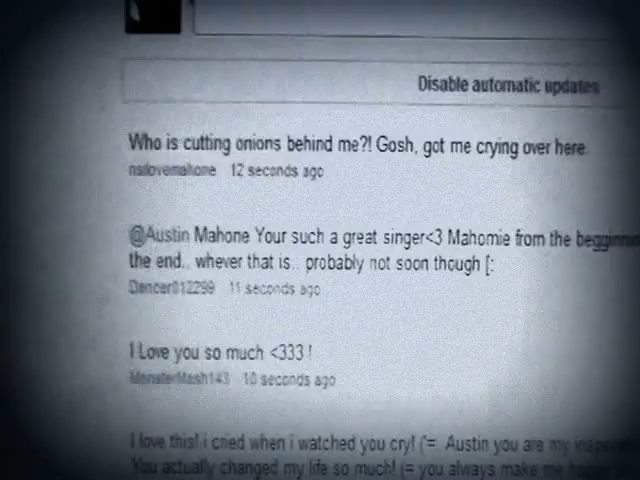 Disable automatic updates
Who is cutting onions behind me?! Gosh, got me crying over here.
nsilovemahone 12 seconds ago
@Austin Mahone Your such a great singer<3 Mahomie from the begginnin
the end.. whever that is.. probably not soon though [:
Dancer012299 11 seconds ago
I Love you so much <333 !
MonsterMash143 10 seconds ago
I love this! i cried when i watched you cry! (= Austin you are my
You actually changed my life so much! (= you always make me